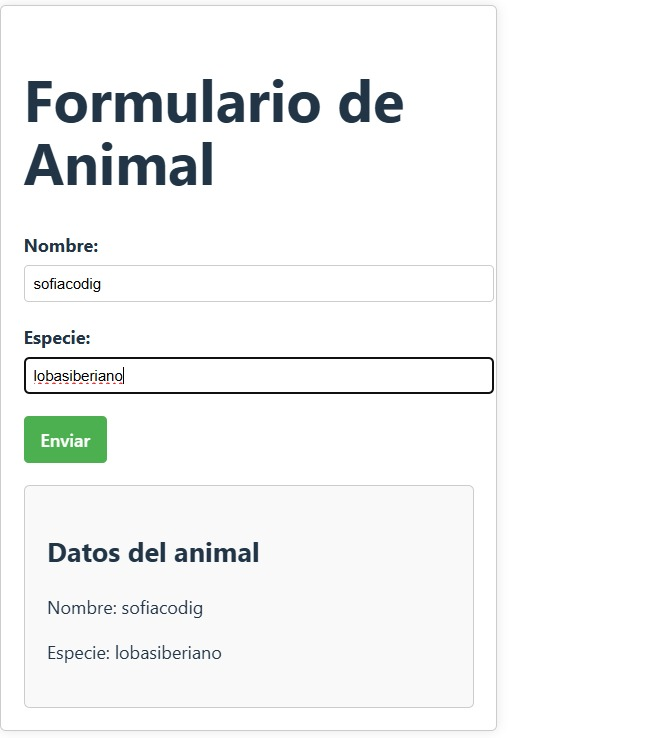 Formulario de
Animal
Nombre:
sofiacodig
Especie:
lobasiberiano
Enviar
Datos del animal
Nombre: sofiacodig
Especie: lobasiberiano